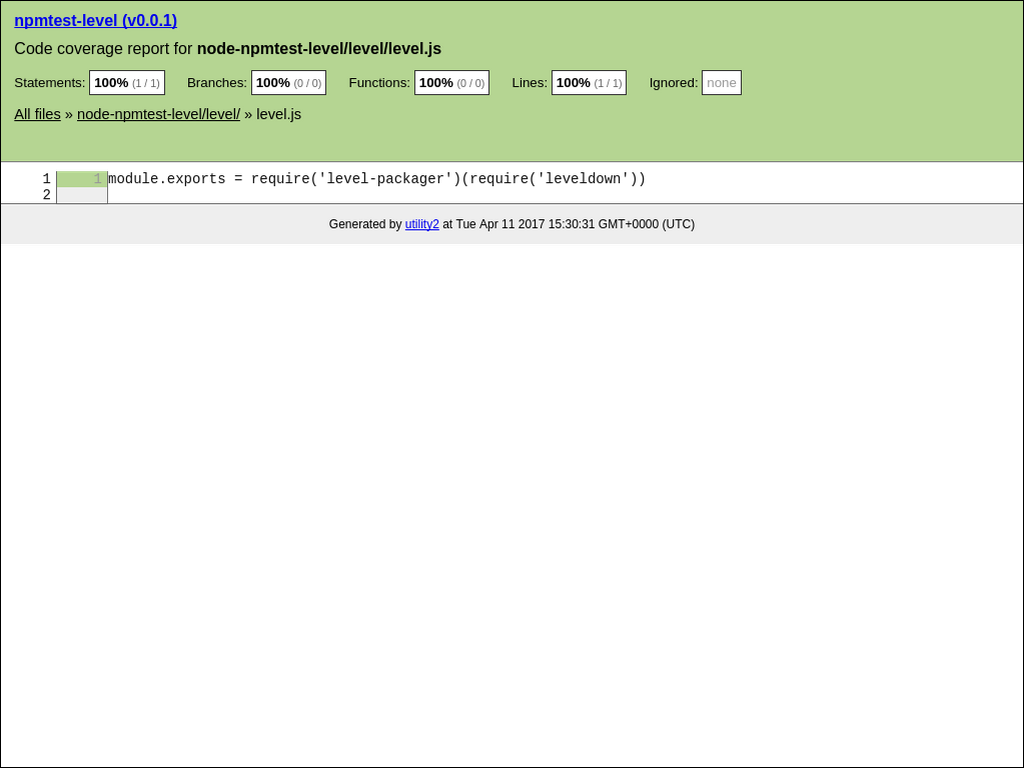 npmtest-level (v0.0.1)
Code coverage report for node-npmtest-level/level/level.js
Statements: 100% (1 / 1) Branches: 100% (0 / 0) Functions: 100% (0 / 0) Lines: 100% (1 / 1) Ignored: none
All files » node-npmtest-level/level/ » level.js
1 1 module.exports = require('level-packager')(require('leveldown'))
2
Generated by utility2 at Tue Apr 11 2017 15:30:31 GMT+0000 (UTC)